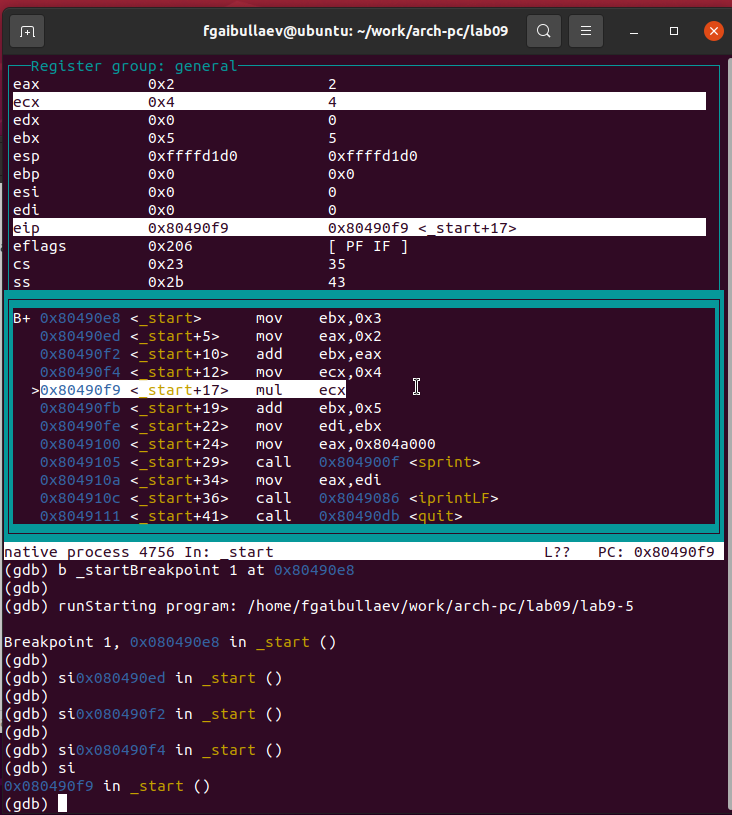 fgaibullaev@ubuntu: ~/work/arch-pc/lab09
Register group: general
eax 0x2 2
ecx 0x4 4
edx 0x0 0
ebx 0x5 5
esp 0xffffd1d0 0xffffd1d0
ebp 0x0 0x0
esi 0x0 0
edi 0x0 0
eip 0x80490f9 0x80490f9 <_start+17>
eflags 0x206 [ PF IF ]
cs 0x23 35
ss 0x2b 43
B+ 0x80490e8 <_start> mov ebx,0x3
0x80490ed <_start+5> mov eax,0x2
0x80490f2 <_start+10> add ebx,eax
0x80490f4 <_start+12> mov ecx,0x4
>0x80490f9 <_start+17> mul ecx
0x80490fb <_start+19> add ebx,0x5
0x80490fe <_start+22> mov edi,ebx
0x8049100 <_start+24> mov eax,0x804a000
0x8049105 <_start+29> call 0x804900f <sprint>
0x804910a <_start+34> mov eax,edi
0x804910c <_start+36> call 0x8049086 <iprintLF>
0x8049111 <_start+41> call 0x80490db <quit>
native process 4756 In: _start L?? PC: 0x80490f9
(gdb) b _startBreakpoint 1 at 0x80490e8
(gdb)
(gdb) runStarting program: /home/fgaibullaev/work/arch-pc/lab09/lab9-5
Breakpoint 1, 0x080490e8 in _start ()
(gdb)
(gdb) si0x080490ed in _start ()
(gdb)
(gdb) si0x080490f2 in _start ()
(gdb)
(gdb) si0x080490f4 in _start ()
(gdb) si
0x080490f9 in _start ()
(gdb)